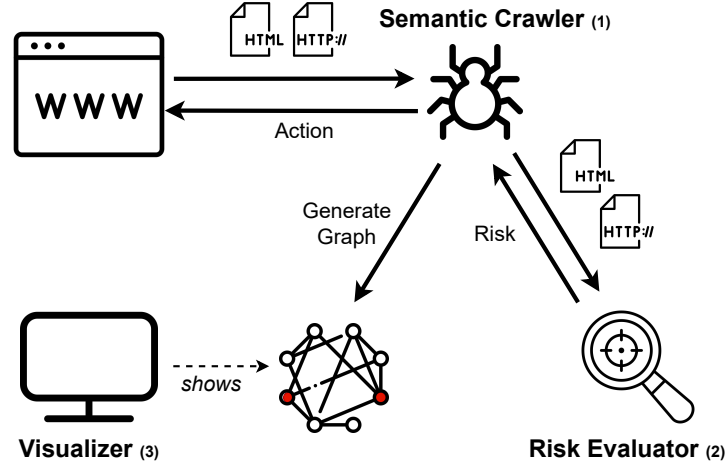 Semantic Crawler (1)
HTML
HTTP://
WWW
Action
HTML
HTTP://
Generate
Graph
Risk
shows
Visualizer (3)
Risk Evaluator (2)